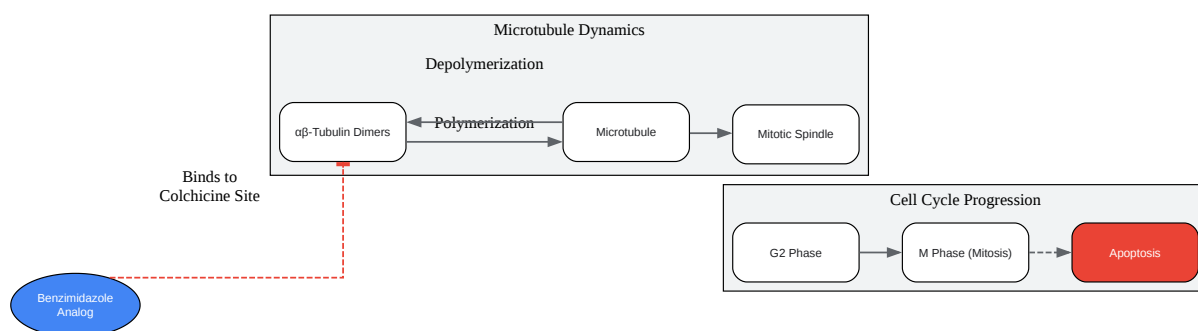 Microtubule Dynamics
Depolymerization
αβ-Tubulin Dimers
Polymerization
Microtubule
Mitotic Spindle
Binds to
Colchicine Site
Cell Cycle Progression
G2 Phase
M Phase (Mitosis)
Apoptosis
Benzimidazole
Analog